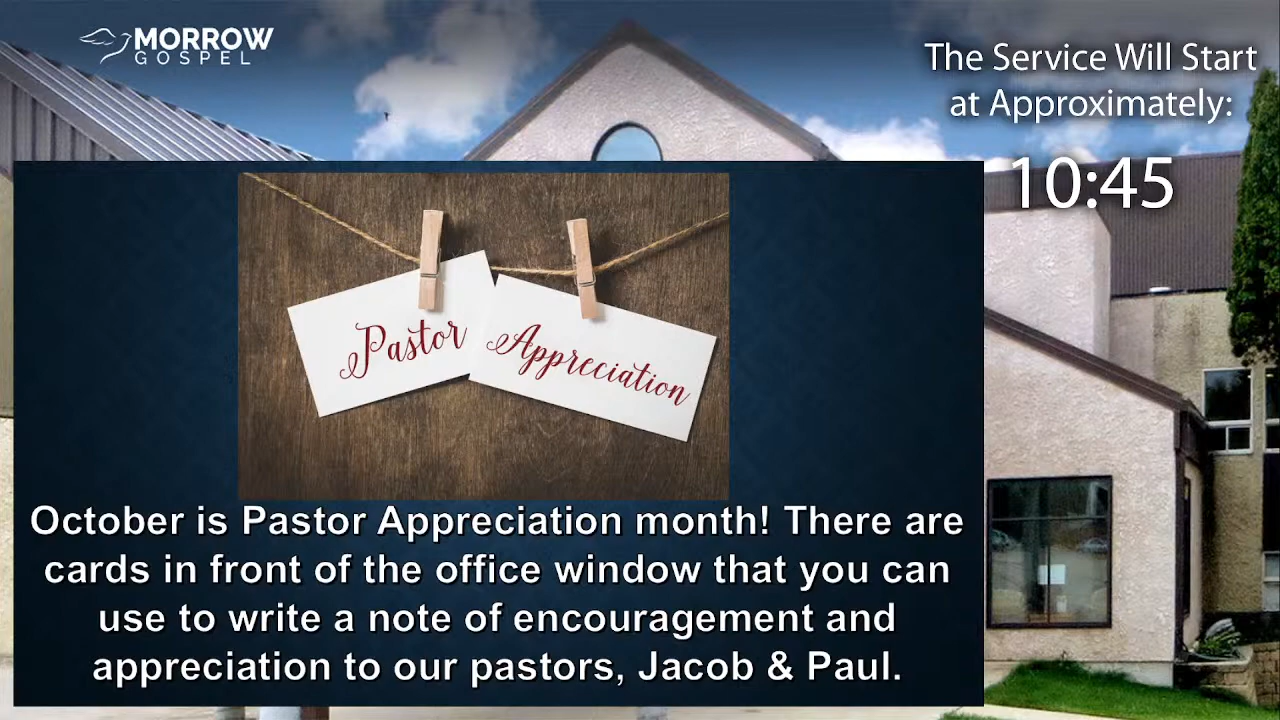 MORROW
GOSPEL
The Service Will Start
at Approximately:
10:45
Pastor Appreciation
October is Pastor Appreciation month! There are
cards in front of the office window that you can
use to write a note of encouragement and
appreciation to our pastors, Jacob & Paul.